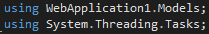 using WebApplication1.Models;
using System.Threading.Tasks;